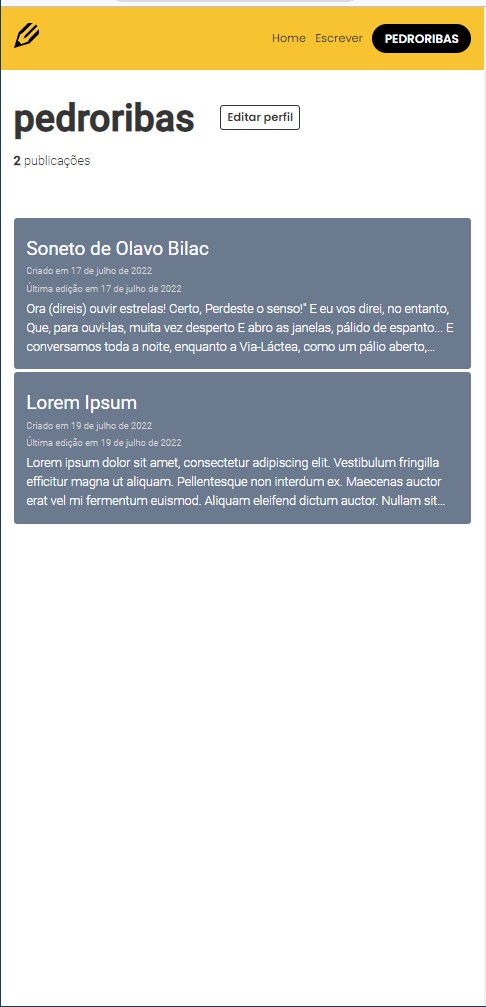 Home Escrever PEDRORIBAS
pedroribas Editar perfil
2 publicações
Soneto de Olavo Bilac
Criado em 17 de julho de 2022
Última edição em 17 de julho de 2022
Ora (direis) ouvir estrelas! Certo, Perdeste o senso!" E eu vos direi, no entanto,
Que, para ouvi-las, muita vez desperto E abro as janelas, pálido de espanto... E
conversamos toda a noite, enquanto a Via-Láctea, como um pálio aberto,...
Lorem Ipsum
Criado em 19 de julho de 2022
Última edição em 19 de julho de 2022
Lorem ipsum dolor sit amet, consectetur adipiscing elit. Vestibulum fringilla
efficitur magna ut aliquam. Pellentesque non interdum ex. Maecenas auctor
erat vel mi fermentum euismod. Aliquam eleifend dictum auctor. Nullam sit...